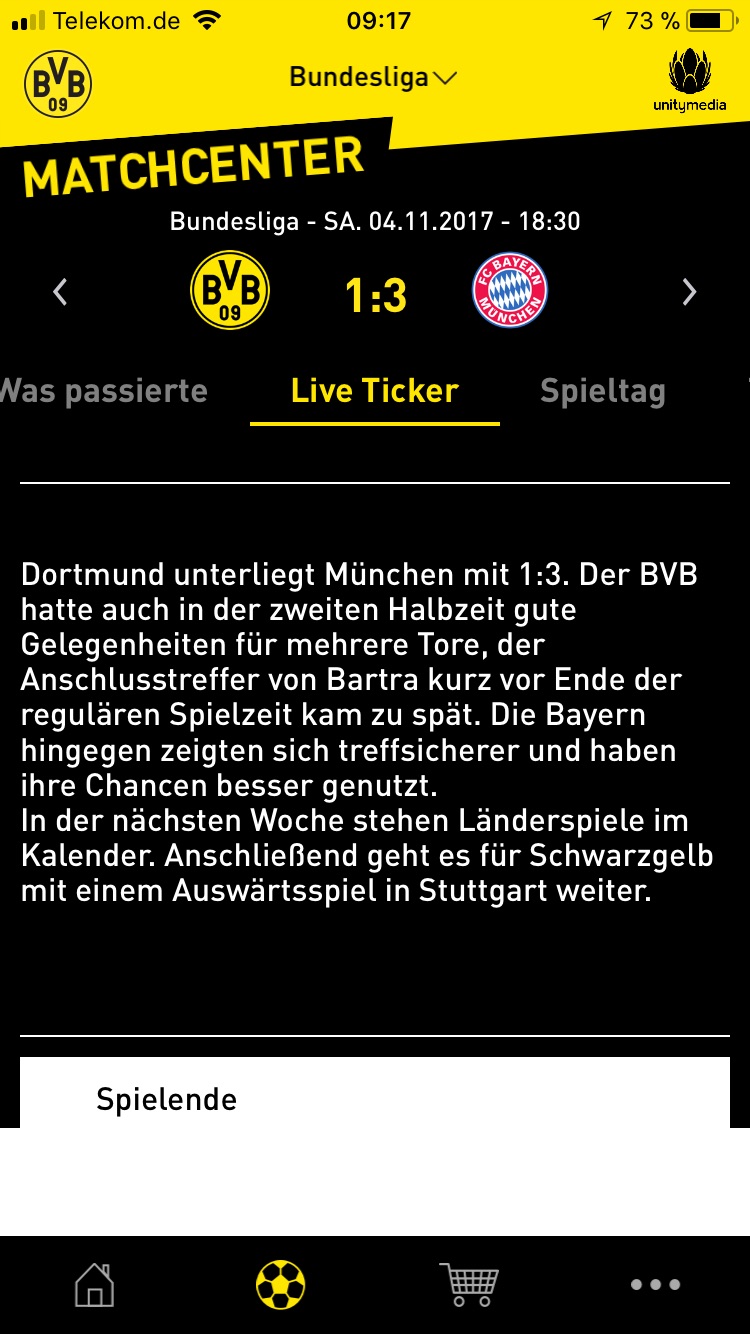 Telekom.de 09:17 73 %
BVB 09
Bundesliga
unitymedia
MATCHCENTER
Bundesliga - SA. 04.11.2017 - 18:30
BVB 09 1:3 FC BAYERN MÜNCHEN
Was passierte Live Ticker Spieltag
Dortmund unterliegt München mit 1:3. Der BVB
hatte auch in der zweiten Halbzeit gute
Gelegenheiten für mehrere Tore, der
Anschlusstreffer von Bartra kurz vor Ende der
regulären Spielzeit kam zu spät. Die Bayern
hingegen zeigten sich treffsicherer und haben
ihre Chancen besser genutzt.
In der nächsten Woche stehen Länderspiele im
Kalender. Anschließend geht es für Schwarzgelb
mit einem Auswärtsspiel in Stuttgart weiter.
Spielende